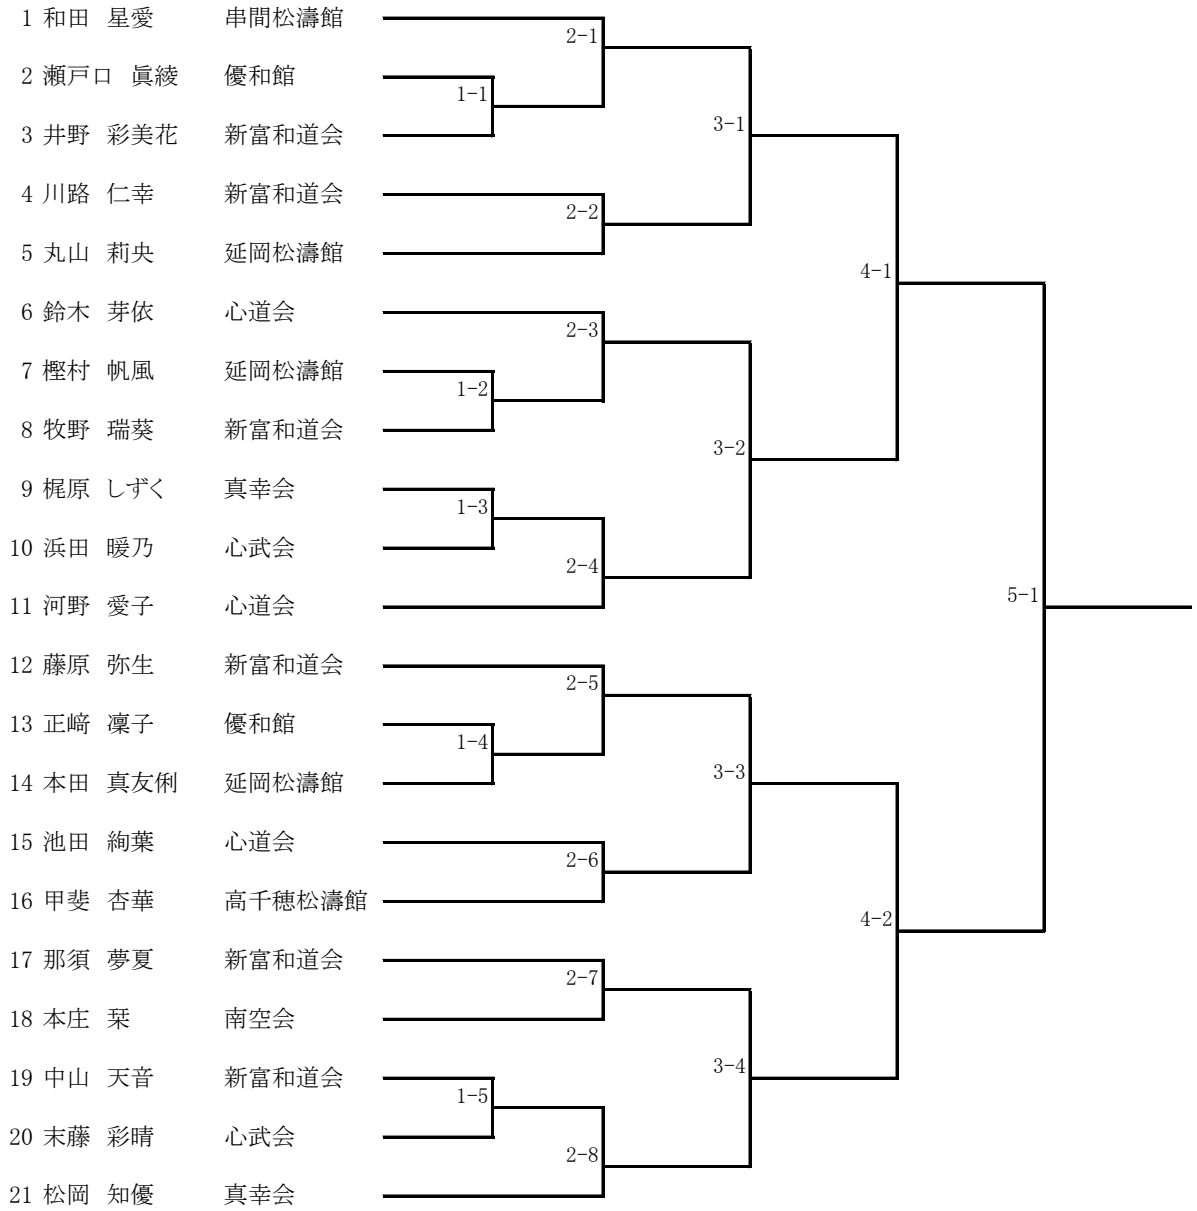 1 和田 星愛 串間松濤館
2-1
2 瀬戸口 眞綾 優和館
1-1
3 井野 彩美花 新富和道会
3-1
4 川路 仁幸 新富和道会
2-2
5 丸山 莉央 延岡松濤館
4-1
6 鈴木 芽依 心道会
2-3
7 樫村 帆風 延岡松濤館
1-2
8 牧野 瑞葵 新富和道会
3-2
9 梶原 しずく 真幸会
1-3
10 浜田 暖乃 心武会
2-4
11 河野 愛子 心道会
5-1
12 藤原 弥生 新富和道会
2-5
13 正﨑 凜子 優和館
1-4
14 本田 真友俐 延岡松濤館
3-3
15 池田 絢葉 心道会
2-6
16 甲斐 杏華 高千穂松濤館
4-2
17 那須 夢夏 新富和道会
2-7
18 本庄 栞 南空会
3-4
19 中山 天音 新富和道会
1-5
20 末藤 彩晴 心武会
2-8
21 松岡 知優 真幸会